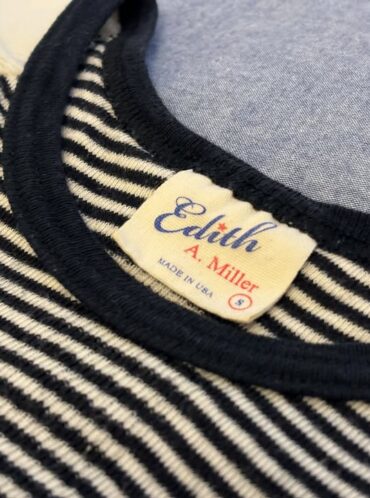 Edith
A. Miller
MADE IN USA
S